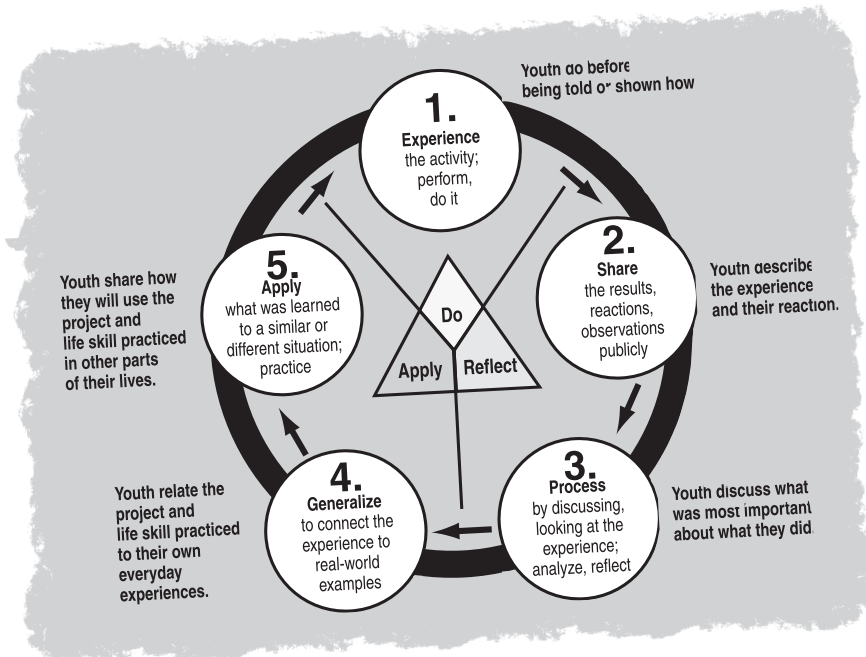 1.
Experience
the activity;
perform,
do it
Youth do before
being told or shown how
2.
Share
the results,
reactions,
observations
publicly
Youth describe
the experience
and their reaction.
3.
Process
by discussing,
looking at the
experience;
analyze, reflect
Youth discuss what
was most important
about what they did.
4.
Generalize
to connect the
experience to
real-world
examples
Youth relate the
project and
life skill practiced
to their own
everyday
experiences.
5.
Apply
what was learned
to a similar or
different situation;
practice
Youth share how
they will use the
project and
life skill practiced
in other parts
of their lives.
Do
Apply
Reflect